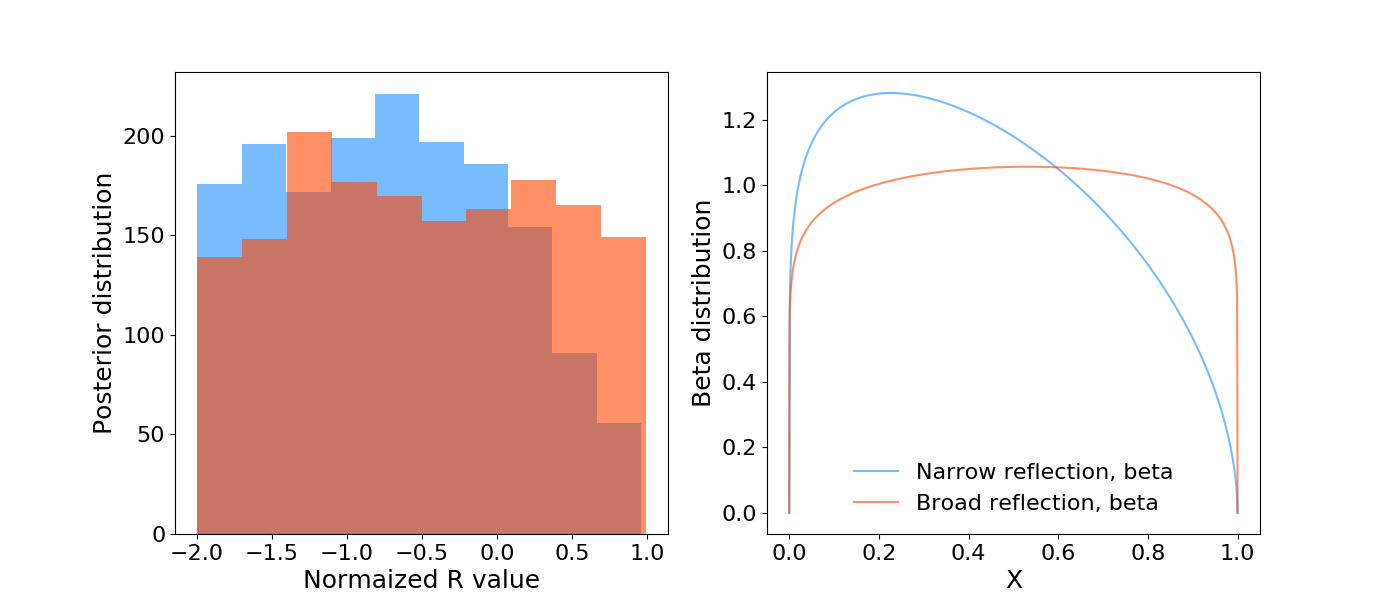 Posterior distribution
200
150
100
50
0
−2.0 −1.5 −1.0 −0.5 0.0 0.5 1.0
Normaized R value
Beta distribution
1.2
1.0
0.8
0.6
0.4
0.2
0.0
Narrow reflection, beta
Broad reflection, beta
0.0 0.2 0.4 0.6 0.8 1.0
X